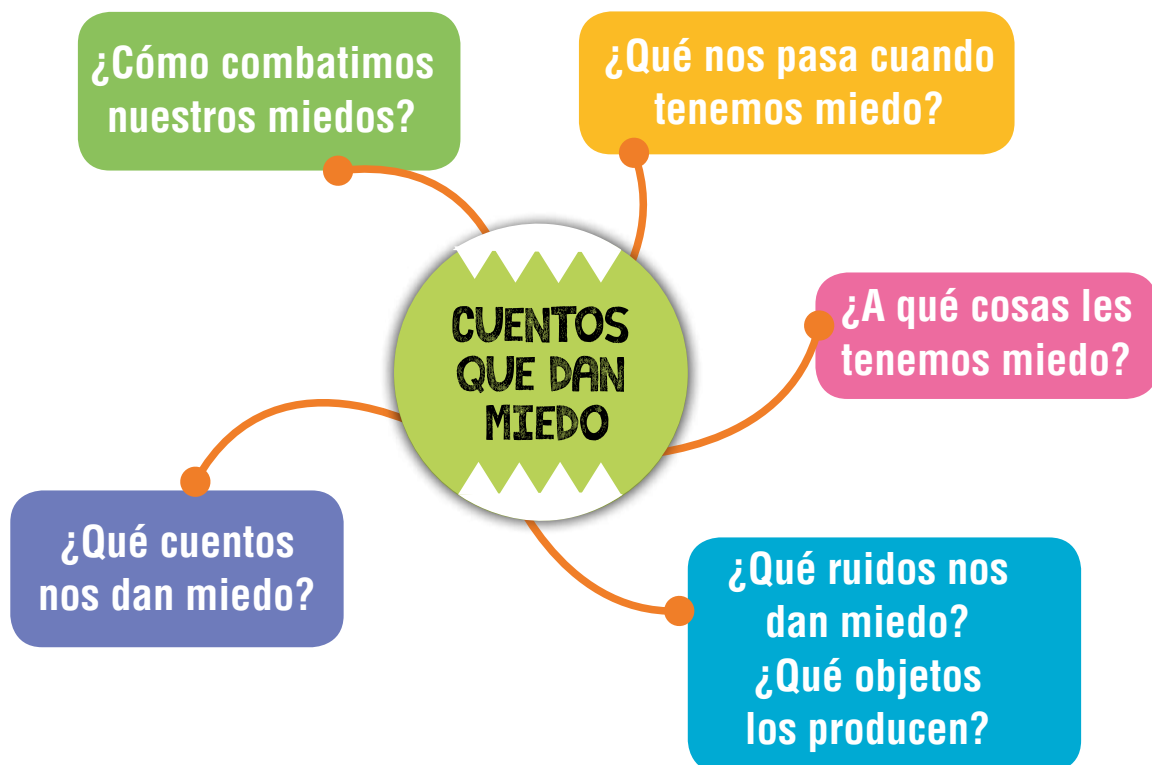 ¿Cómo combatimos
nuestros miedos?
¿Qué nos pasa cuando
tenemos miedo?
CUENTOS
QUE DAN
MIEDO
¿A qué cosas les
tenemos miedo?
¿Qué cuentos
nos dan miedo?
¿Qué ruidos nos
dan miedo?
¿Qué objetos
los producen?